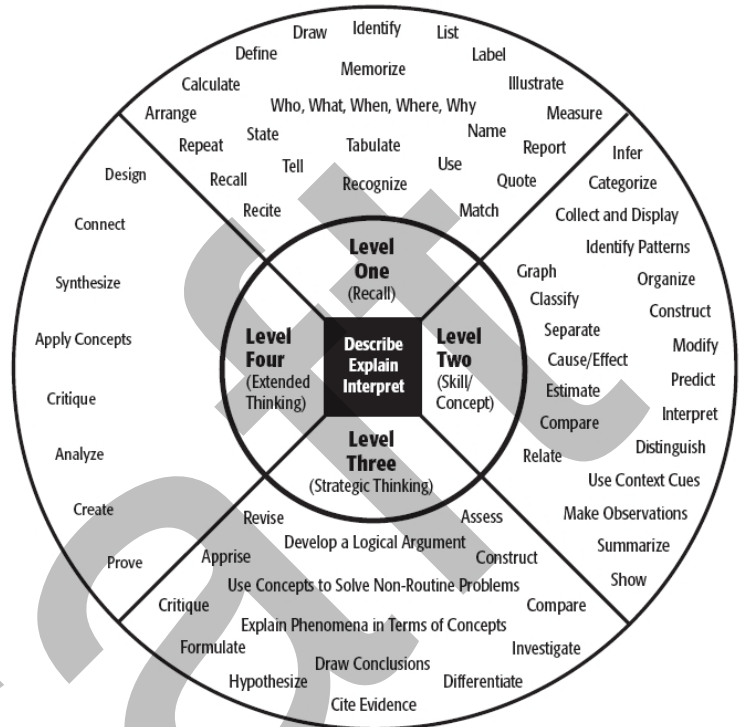 Draw
Identify
List
Define
Label
Memorize
Calculate
Illustrate
Arrange
Who, What, When, Where, Why
Measure
State
Name
Repeat
Tabulate
Report
Tell
Use
Recall
Recognize
Quote
Recite
Match
Level
One
(Recall)
Infer
Categorize
Collect and Display
Identify Patterns
Graph
Organize
Classify
Construct
Separate
Modify
Cause/Effect
Predict
Estimate
Interpret
Compare
Distinguish
Relate
Use Context Cues
Make Observations
Summarize
Show
Level
Two
(Skill/
Concept)
Describe
Explain
Interpret
Level
Three
(Strategic Thinking)
Revise
Assess
Develop a Logical Argument
Apprise
Construct
Use Concepts to Solve Non-Routine Problems
Critique
Compare
Explain Phenomena in Terms of Concepts
Formulate
Investigate
Draw Conclusions
Hypothesize
Differentiate
Cite Evidence
Level
Four
(Extended
Thinking)
Design
Connect
Synthesize
Apply Concepts
Critique
Analyze
Create
Prove